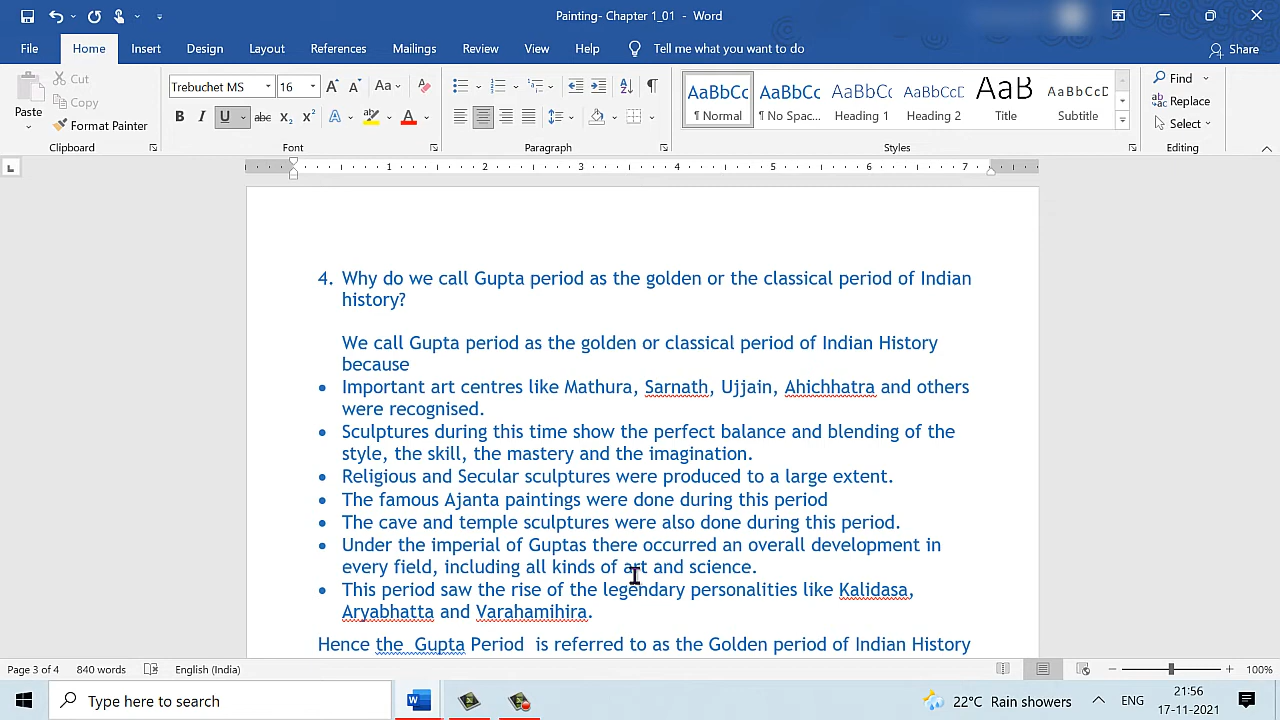 Painting- Chapter 1_01 - Word
File Home Insert Design Layout References Mailings Review View Help Tell me what you want to do Share
Paste
Cut
Copy
Format Painter
Clipboard
Trebuchet MS 16
Font
Paragraph
AaBbCc AaBbCc AaBbC AaBbCcD AaB AaBbCcD
¶ Normal ¶ No Spac... Heading 1 Heading 2 Title Subtitle
Styles
Find
Replace
Select
Editing
1 2 3 4 5 6 7
4. Why do we call Gupta period as the golden or the classical period of Indian
history?
We call Gupta period as the golden or classical period of Indian History
because
• Important art centres like Mathura, Sarnath, Ujjain, Ahichhatra and others
were recognised.
• Sculptures during this time show the perfect balance and blending of the
style, the skill, the mastery and the imagination.
• Religious and Secular sculptures were produced to a large extent.
• The famous Ajanta paintings were done during this period
• The cave and temple sculptures were also done during this period.
• Under the imperial of Guptas there occurred an overall development in
every field, including all kinds of art and science.
• This period saw the rise of the legendary personalities like Kalidasa,
Aryabhatta and Varahamihira.
Hence the Gupta Period is referred to as the Golden period of Indian History
Page 3 of 4 840 words English (India) 100%
Type here to search
22°C Rain showers ENG
21:56
17-11-2021